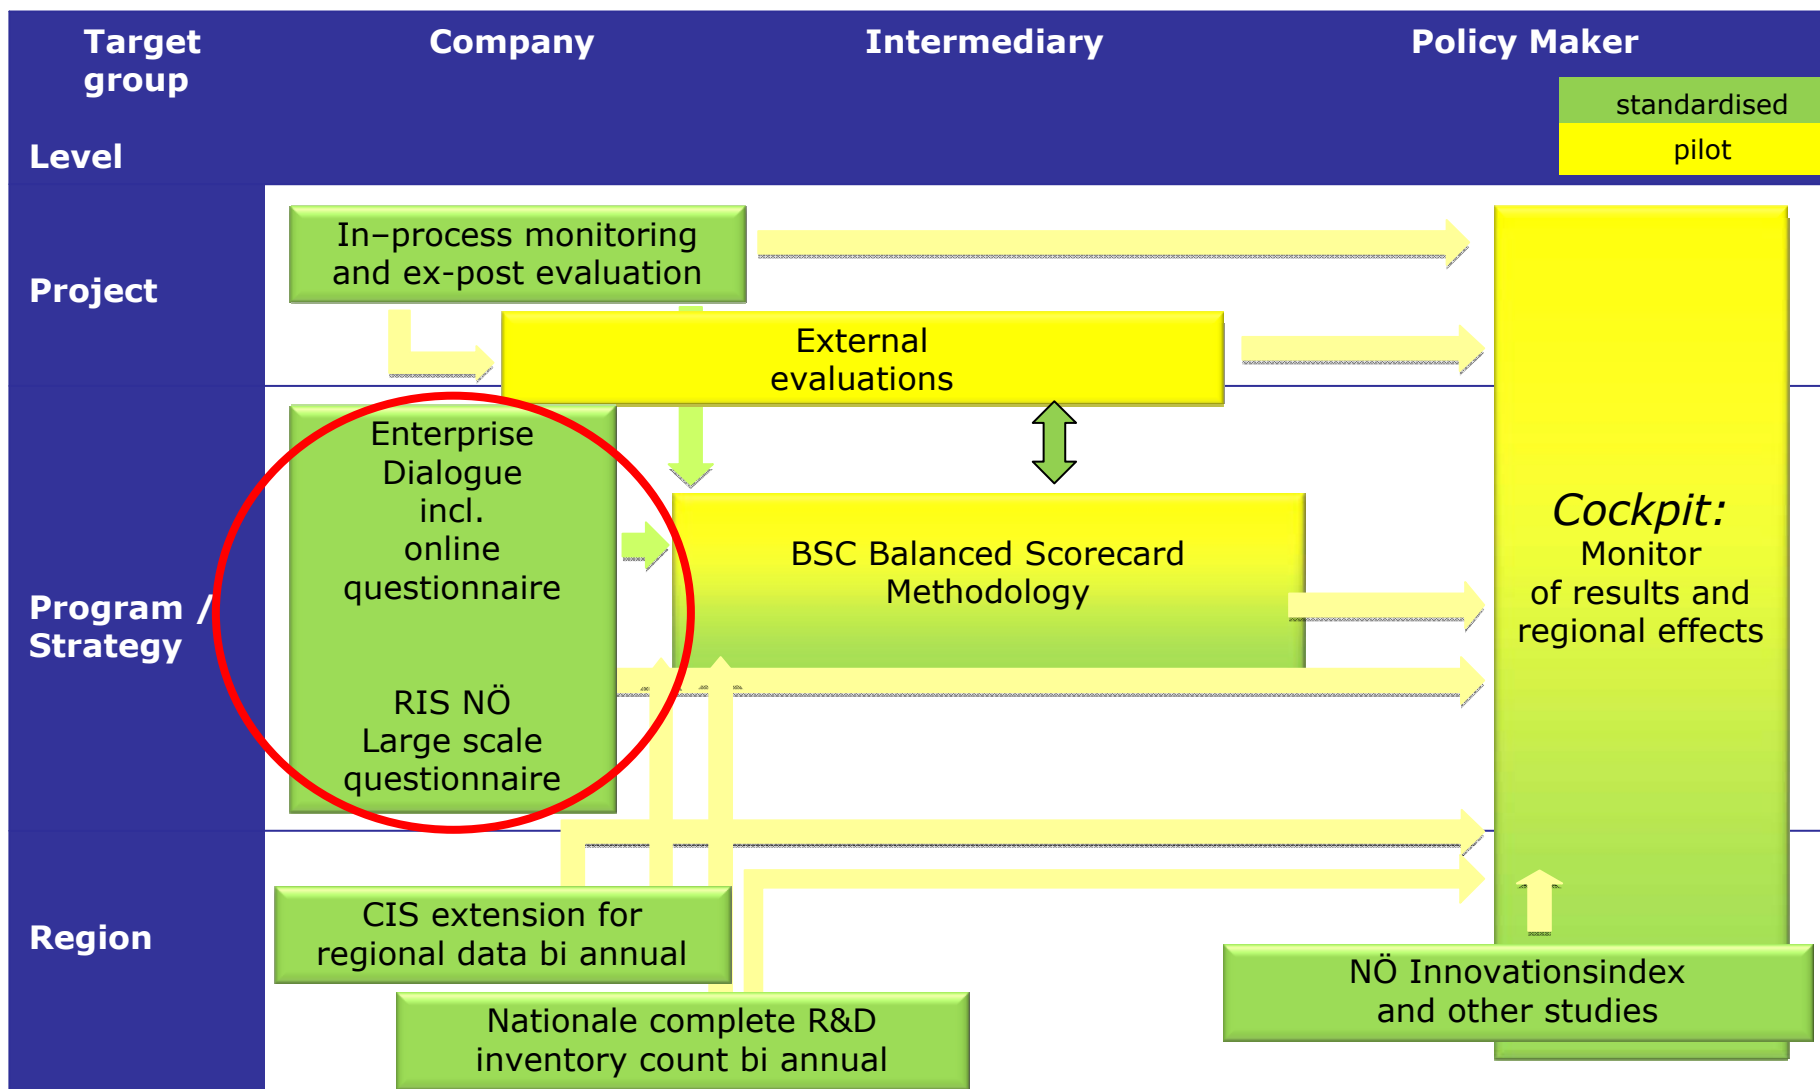 Target
group
Company
Intermediary
Policy Maker
standardised
pilot
Level
Project
In–process monitoring
and ex-post evaluation
External
evaluations
Program /
Strategy
Enterprise
Dialogue
incl.
online
questionnaire
RIS NÖ
Large scale
questionnaire
BSC Balanced Scorecard
Methodology
Cockpit:
Monitor
of results and
regional effects
Region
CIS extension for
regional data bi annual
Nationale complete R&D
inventory count bi annual
NÖ Innovationsindex
and other studies